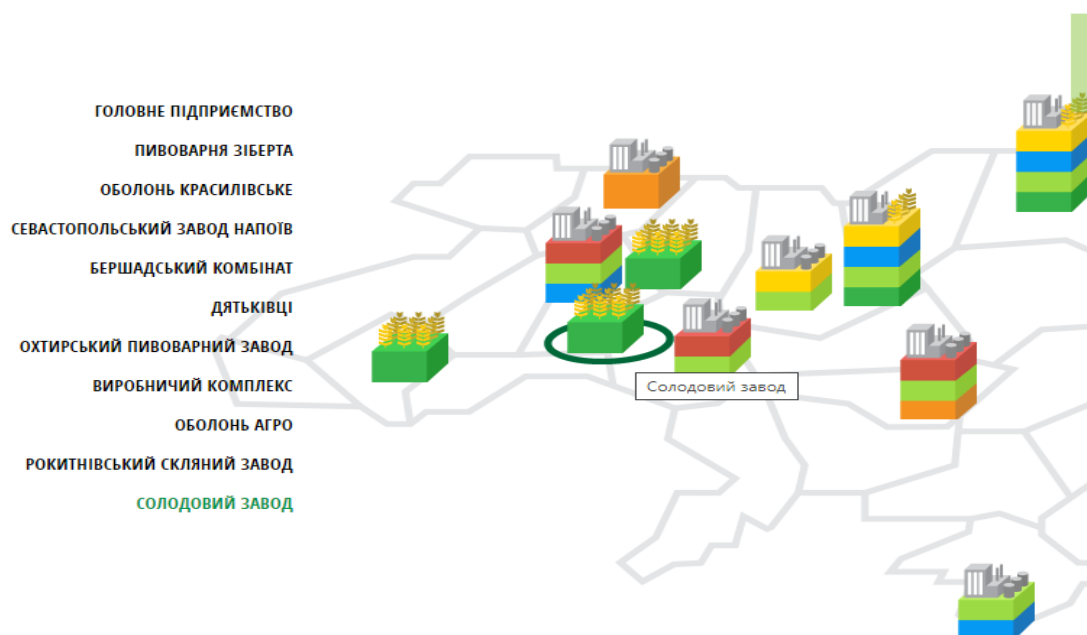 ГОЛОВНЕ ПІДПРИЄМСТВО
ПИВОВАРНЯ ЗІБЕРТА
ОБОЛОНЬ КРАСИЛІВСЬКЕ
СЕВАСТОПОЛЬСЬКИЙ ЗАВОД НАПОЇВ
БЕРШАДСЬКИЙ КОМБІНАТ
ДЯТЬКІВЦІ
ОХТИРСЬКИЙ ПИВОВАРНИЙ ЗАВОД
ВИРОБНИЧИЙ КОМПЛЕКС
Солодовий завод
ОБОЛОНЬ АГРО
РОКИТНІВСЬКИЙ СКЛЯНИЙ ЗАВОД
СОЛОДОВИЙ ЗАВОД